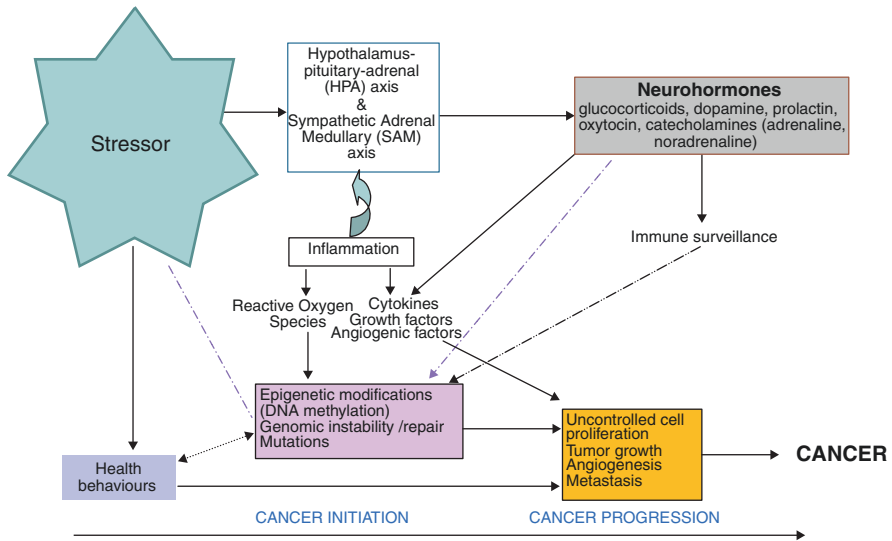 Stressor
Hypothalamus-
pituitary-adrenal
(HPA) axis
&
Sympathetic Adrenal
Medullary (SAM)
axis
Neurohormones
glucocorticoids, dopamine, prolactin,
oxytocin, catecholamines (adrenaline,
noradrenaline)
Inflammation
Immune surveillance
Reactive Oxygen
Species
Cytokines
Growth factors
Angiogenic factors
Epigenetic modifications
(DNA methylation)
Genomic instability /repair
Mutations
Uncontrolled cell
proliferation
Tumor growth
Angiogenesis
Metastasis
CANCER
Health
behaviours
CANCER INITIATION
CANCER PROGRESSION